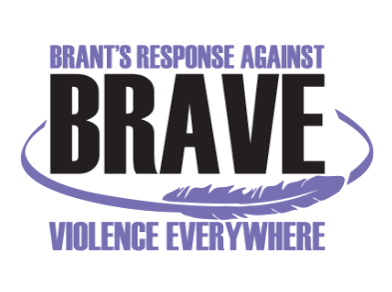 BRANT'S RESPONSE AGAINST
BRAVE
VIOLENCE EVERYWHERE